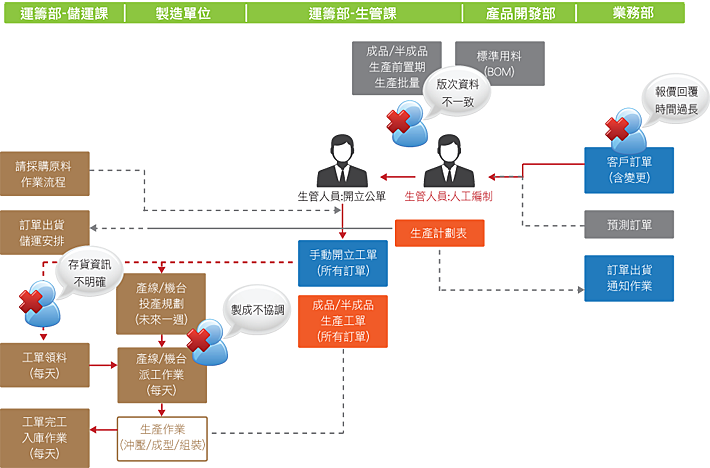 運籌部-儲運課
製造單位
運籌部-生管課
產品開發部
業務部
成品/半成品
生產前置期
生產批量
標準用料
(BOM)
版次資料
不一致
報價回覆
時間過長
請採購原料
作業流程
生管人員:開立公單
生管人員:人工編制
客戶訂單
(含變更)
訂單出貨
儲運安排
生產計劃表
預測訂單
手動開立工單
(所有訂單)
訂單出貨
通知作業
存貨資訊
不明確
產線/機台
投產規劃
(未來一週)
製成不協調
成品/半成品
生產工單
(所有訂單)
工單領料
(每天)
產線/機台
派工作業
(每天)
工單完工
入庫作業
(每天)
生產作業
(沖壓/成型/組裝)